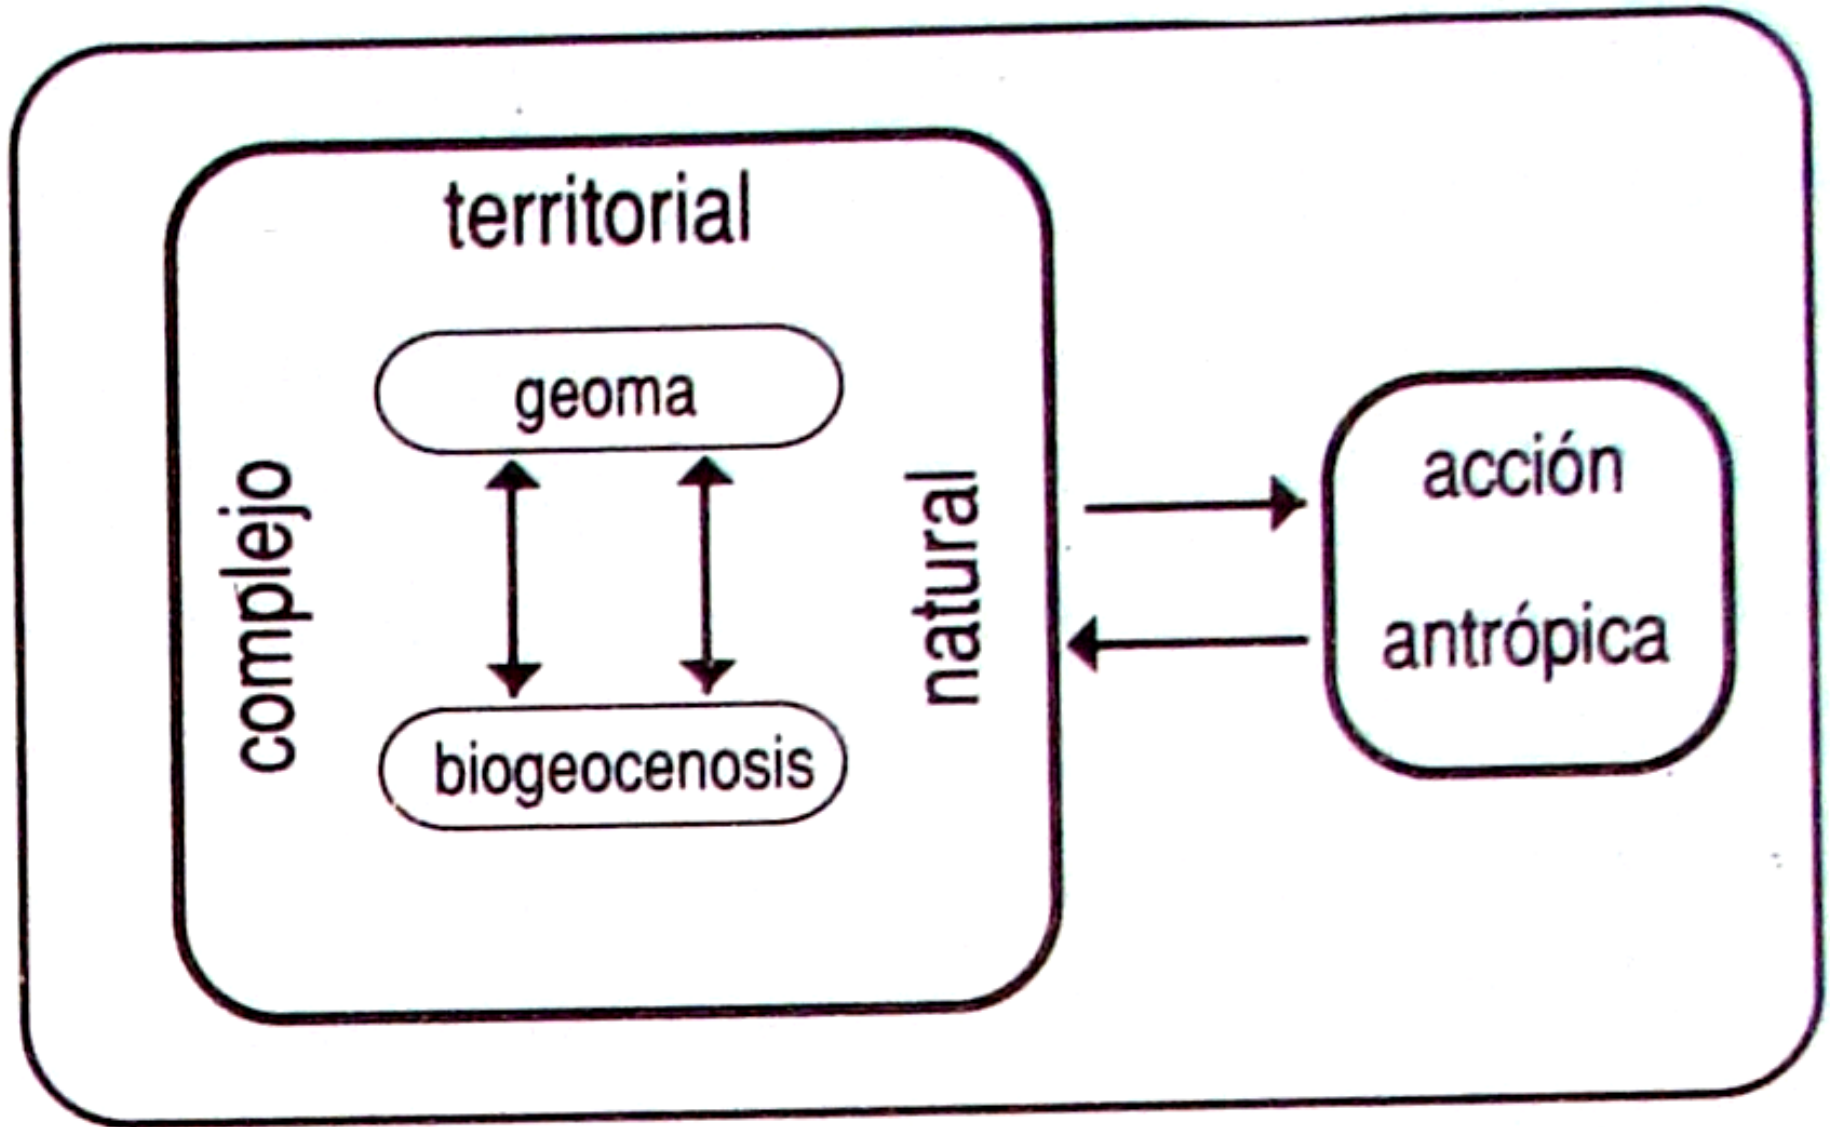 territorial
complejo
geoma
biogeocenosis
natural
acción
antrópica